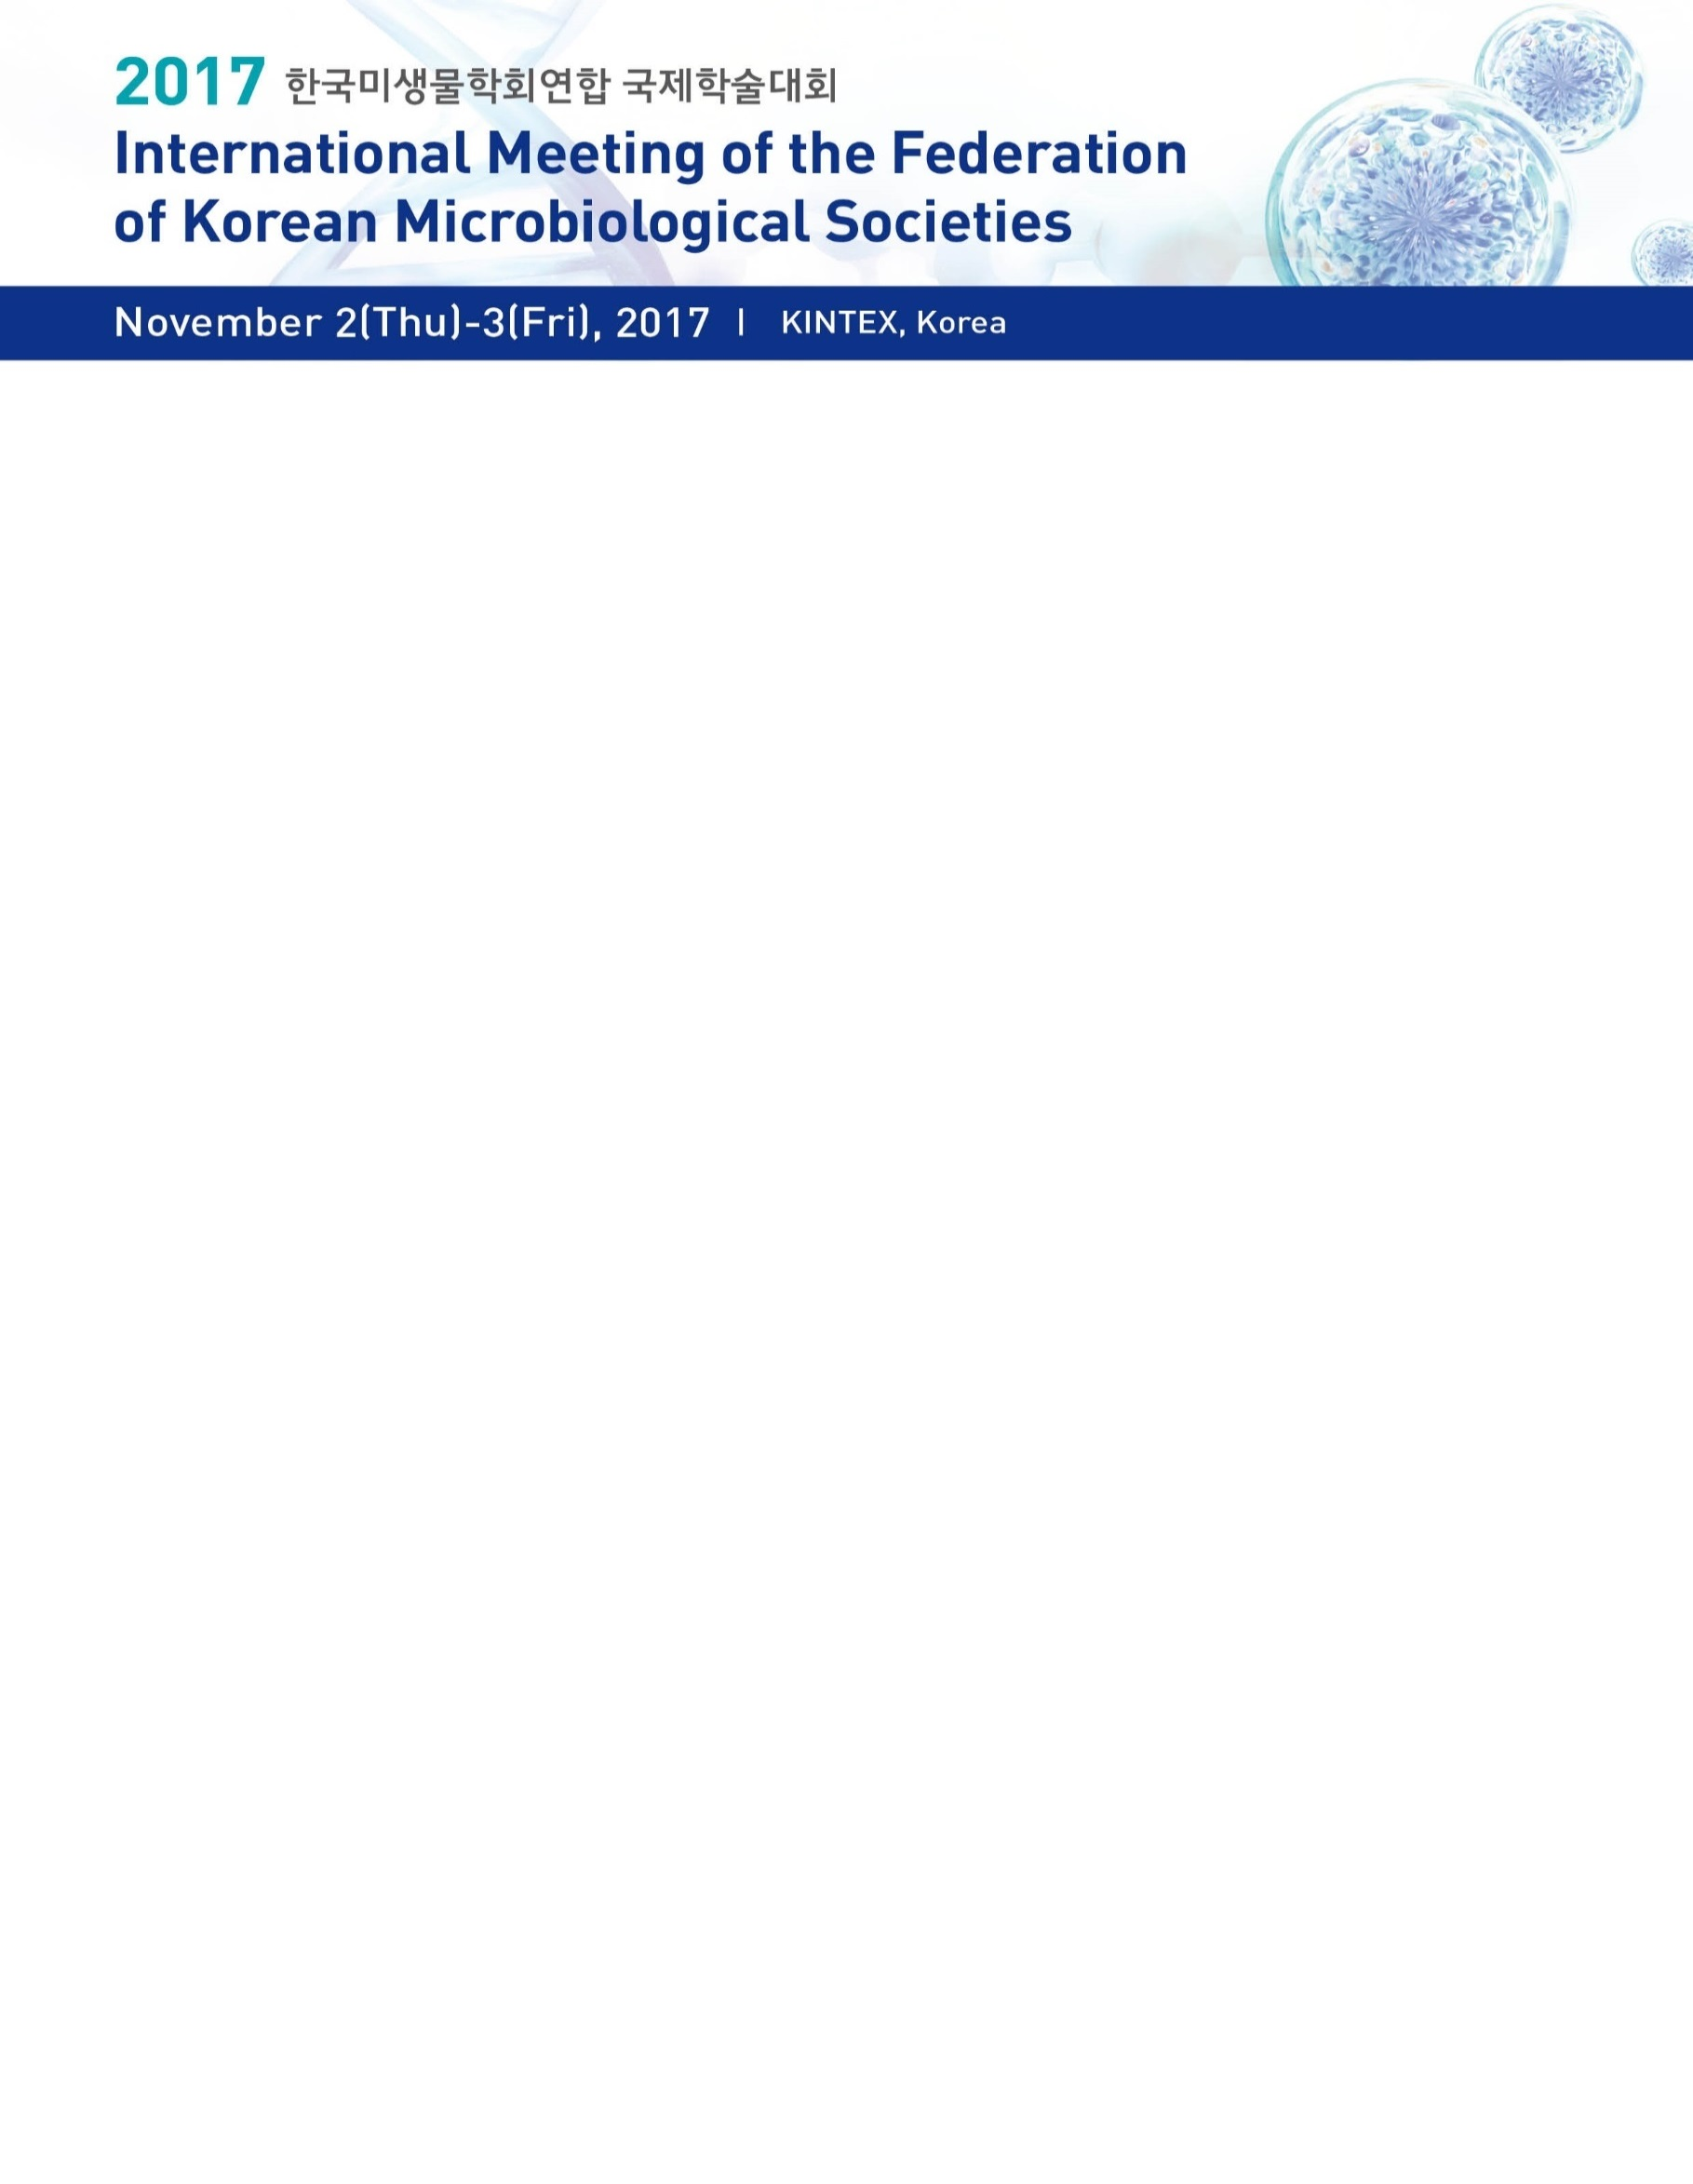 2017 한국미생물학회연합 국제학술대회
International Meeting of the Federation
of Korean Microbiological Societies
November 2(Thu)-3(Fri), 2017 | KINTEX, Korea